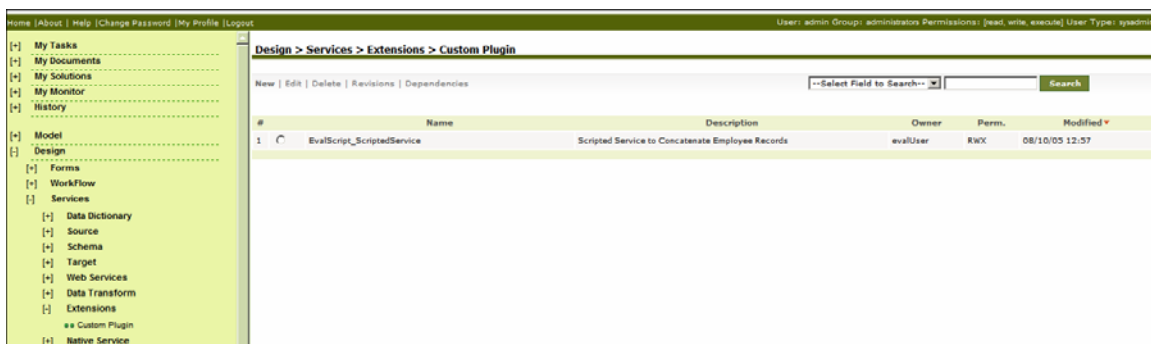 Home |About | Help |Change Password |My Profile |Logout
User: admin Group: administrators Permissions: [read, write, execute] User Type: sysadmin
[+] My Tasks
[+] My Documents
[+] My Solutions
[+] My Monitor
[+] History
[+] Model
[-] Design
[+] Forms
[+] WorkFlow
[-] Services
[+] Data Dictionary
[+] Source
[+] Schema
[+] Target
[+] Web Services
[+] Data Transform
[-] Extensions
Custom Plugin
[+] Native Service
Design > Services > Extensions > Custom Plugin
New | Edit | Delete | Revisions | Dependencies
--Select Field to Search-- Search
# Name Description Owner Perm. Modified
1 EvalScript_ScriptedService Scripted Service to Concatenate Employee Records evalUser RWX 08/10/05 12:57